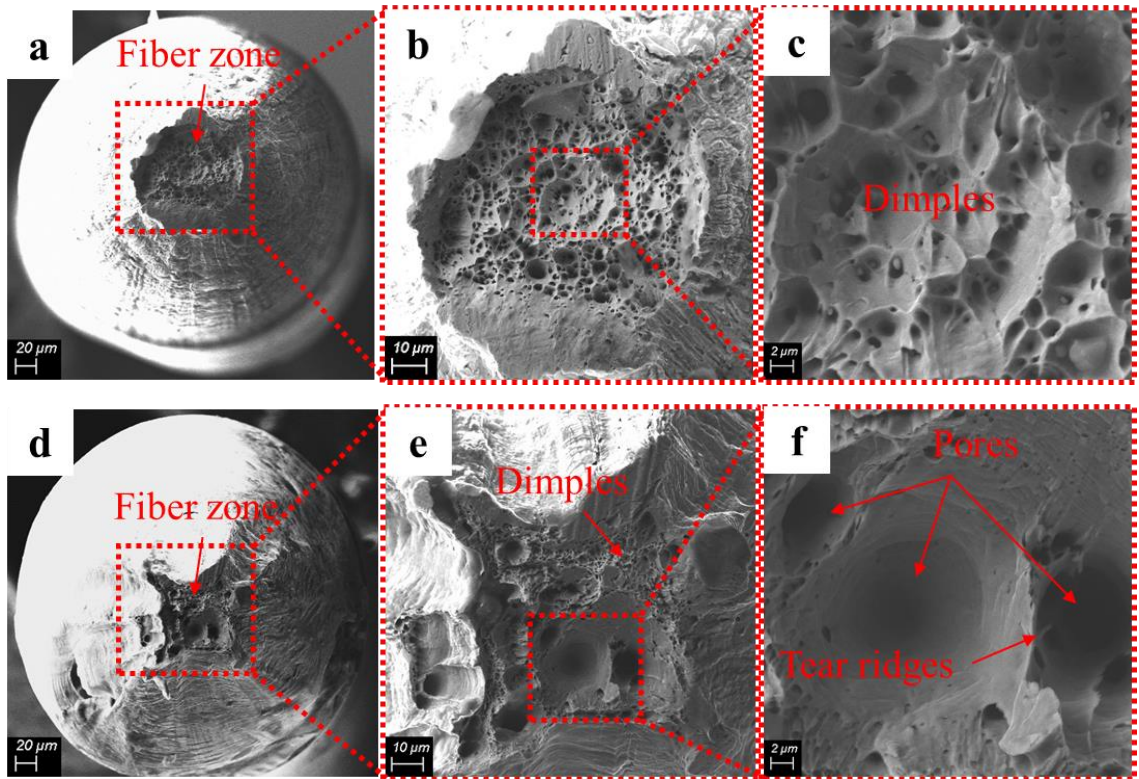 a
Fiber zone
20 μm
b
10 μm
c
Dimples
2 μm
d
Fiber zone
20 μm
e
Dimples
10 μm
f
Pores
Tear ridges
2 μm